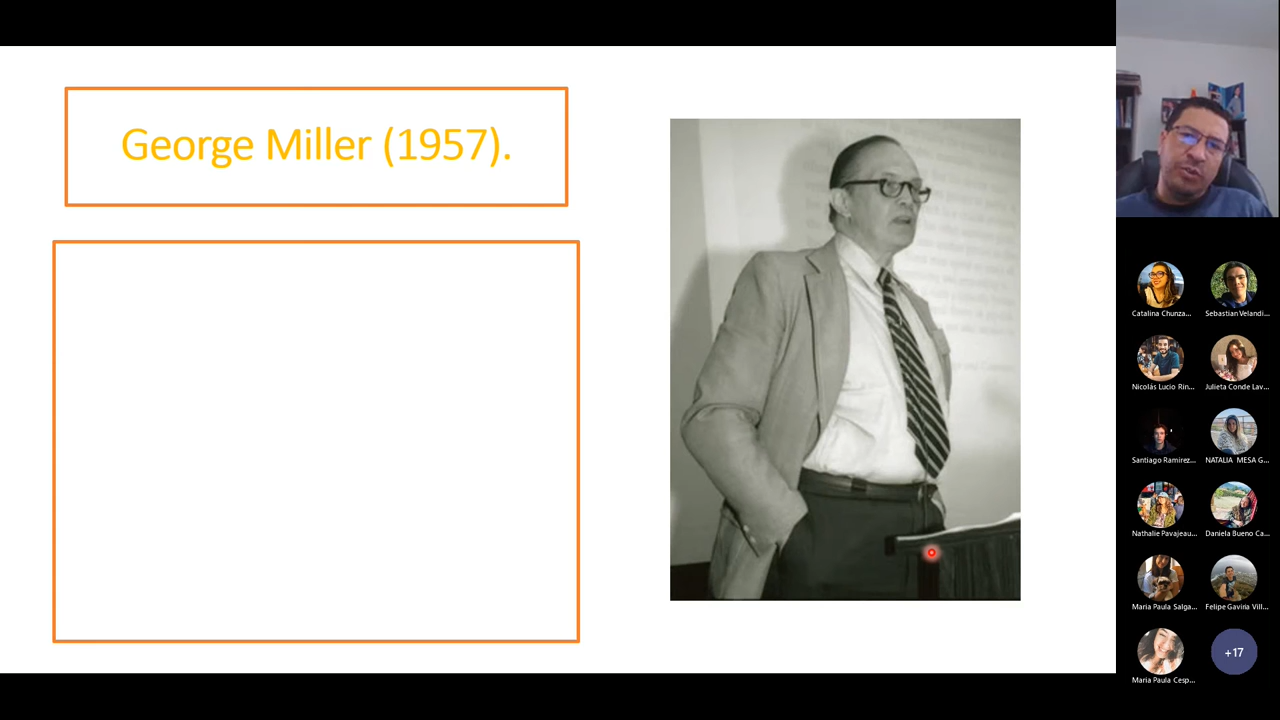 George Miller (1957).
Catalina Chunza...
Sebastian Velandi...
Nicolás Lucio Rin...
Julieta Conde Lav...
Santiago Ramirez...
NATALIA MESA G...
Nathalie Pavajeau...
Daniela Bueno Ca...
Maria Paula Salga...
Felipe Gaviria Vill...
Maria Paula Cesp...
+17